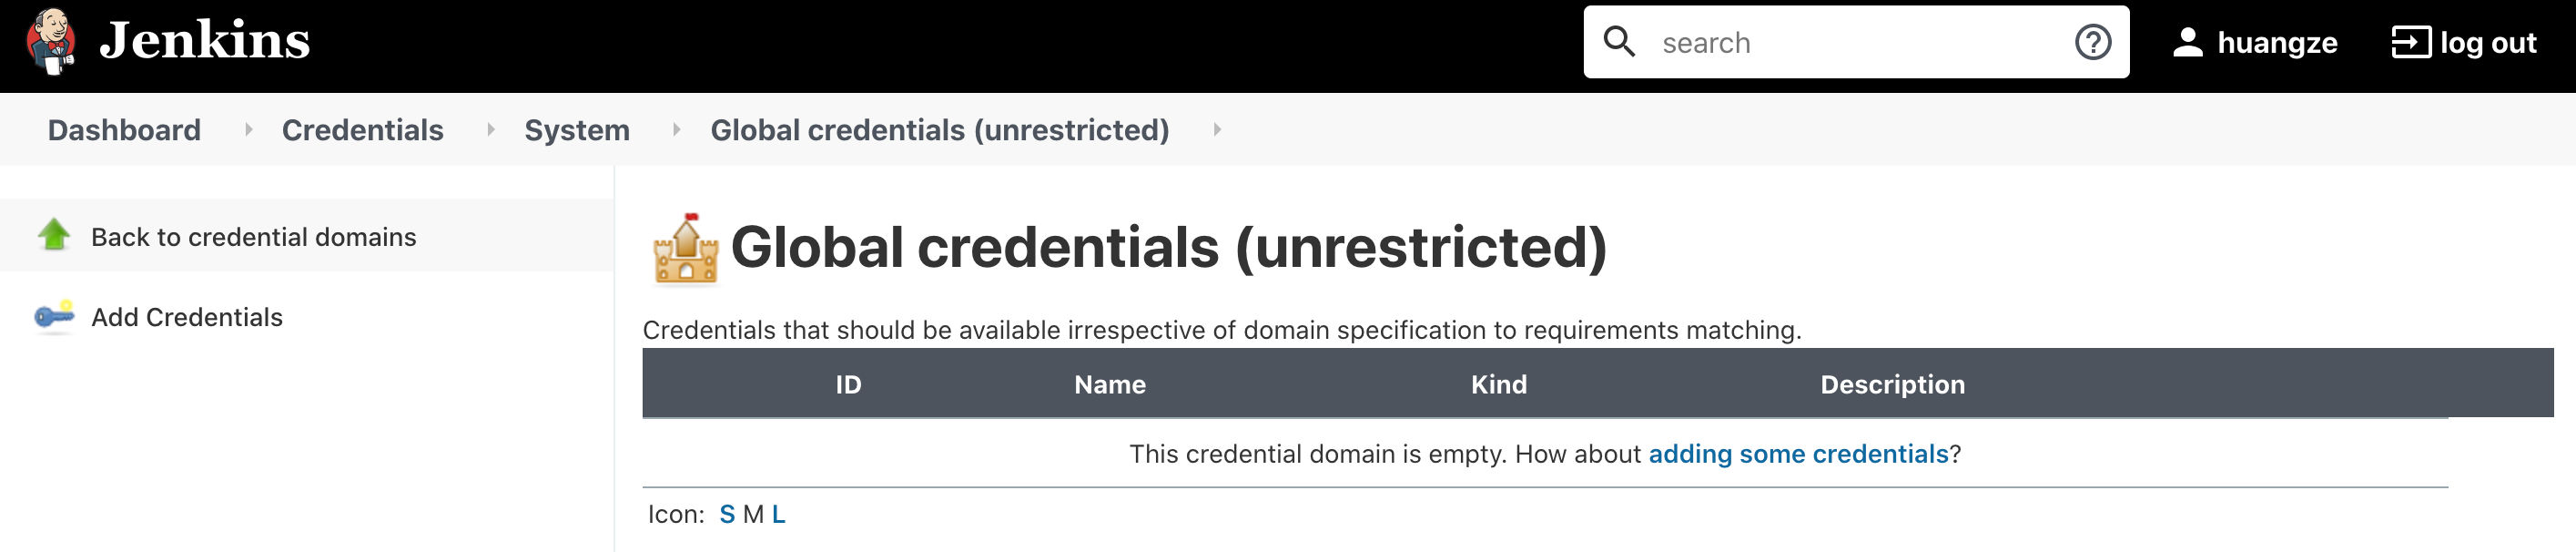 Jenkins
search
huangze
log out
Dashboard
Credentials
System
Global credentials (unrestricted)
Back to credential domains
Add Credentials
Global credentials (unrestricted)
Credentials that should be available irrespective of domain specification to requirements matching.
ID Name Kind Description
This credential domain is empty. How about adding some credentials?
Icon: S M L